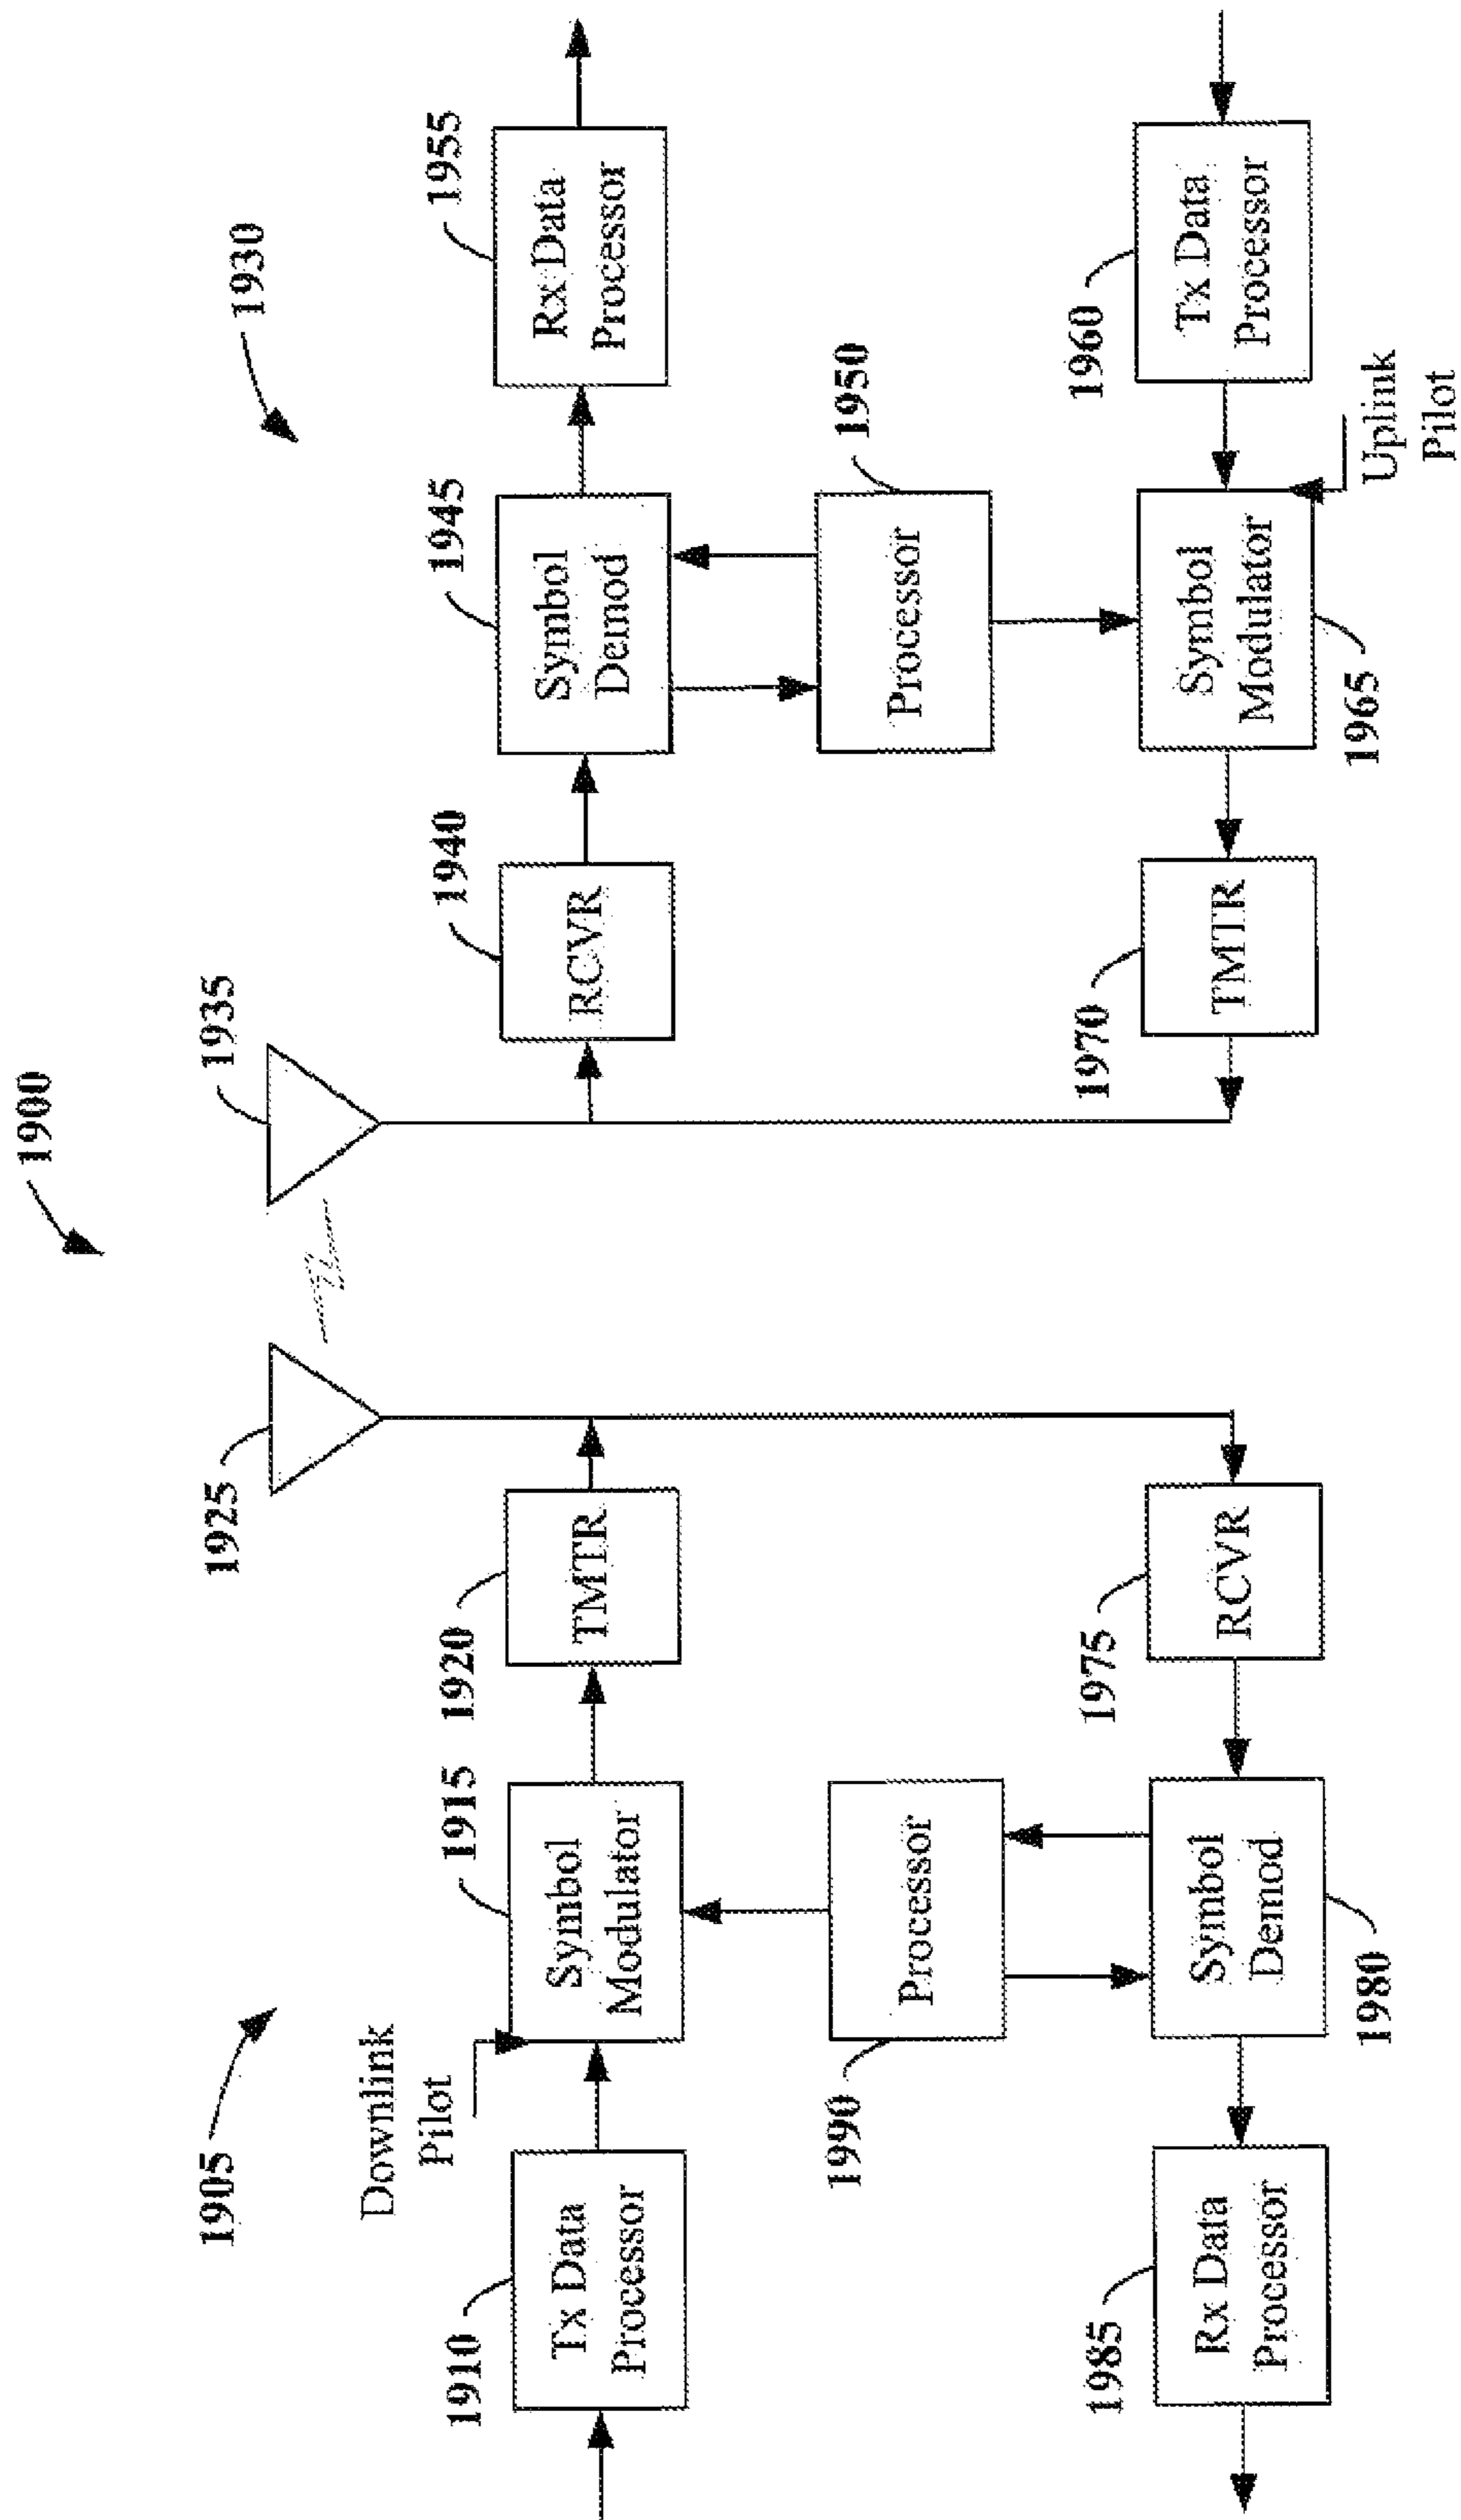 1900
1905
1930
1925
1935
Downlink
Pilot
1910
Tx Data
Processor
1915
Symbol
Modulator
1920
TMTR
1940
RCVR
1945
Symbol
Demod
1955
Rx Data
Processor
1990
Processor
1950
Processor
1985
Rx Data
Processor
1980
Symbol
Demod
1975
RCVR
1970
TMTR
1965
Symbol
Modulator
1960
Tx Data
Processor
Uplink
Pilot